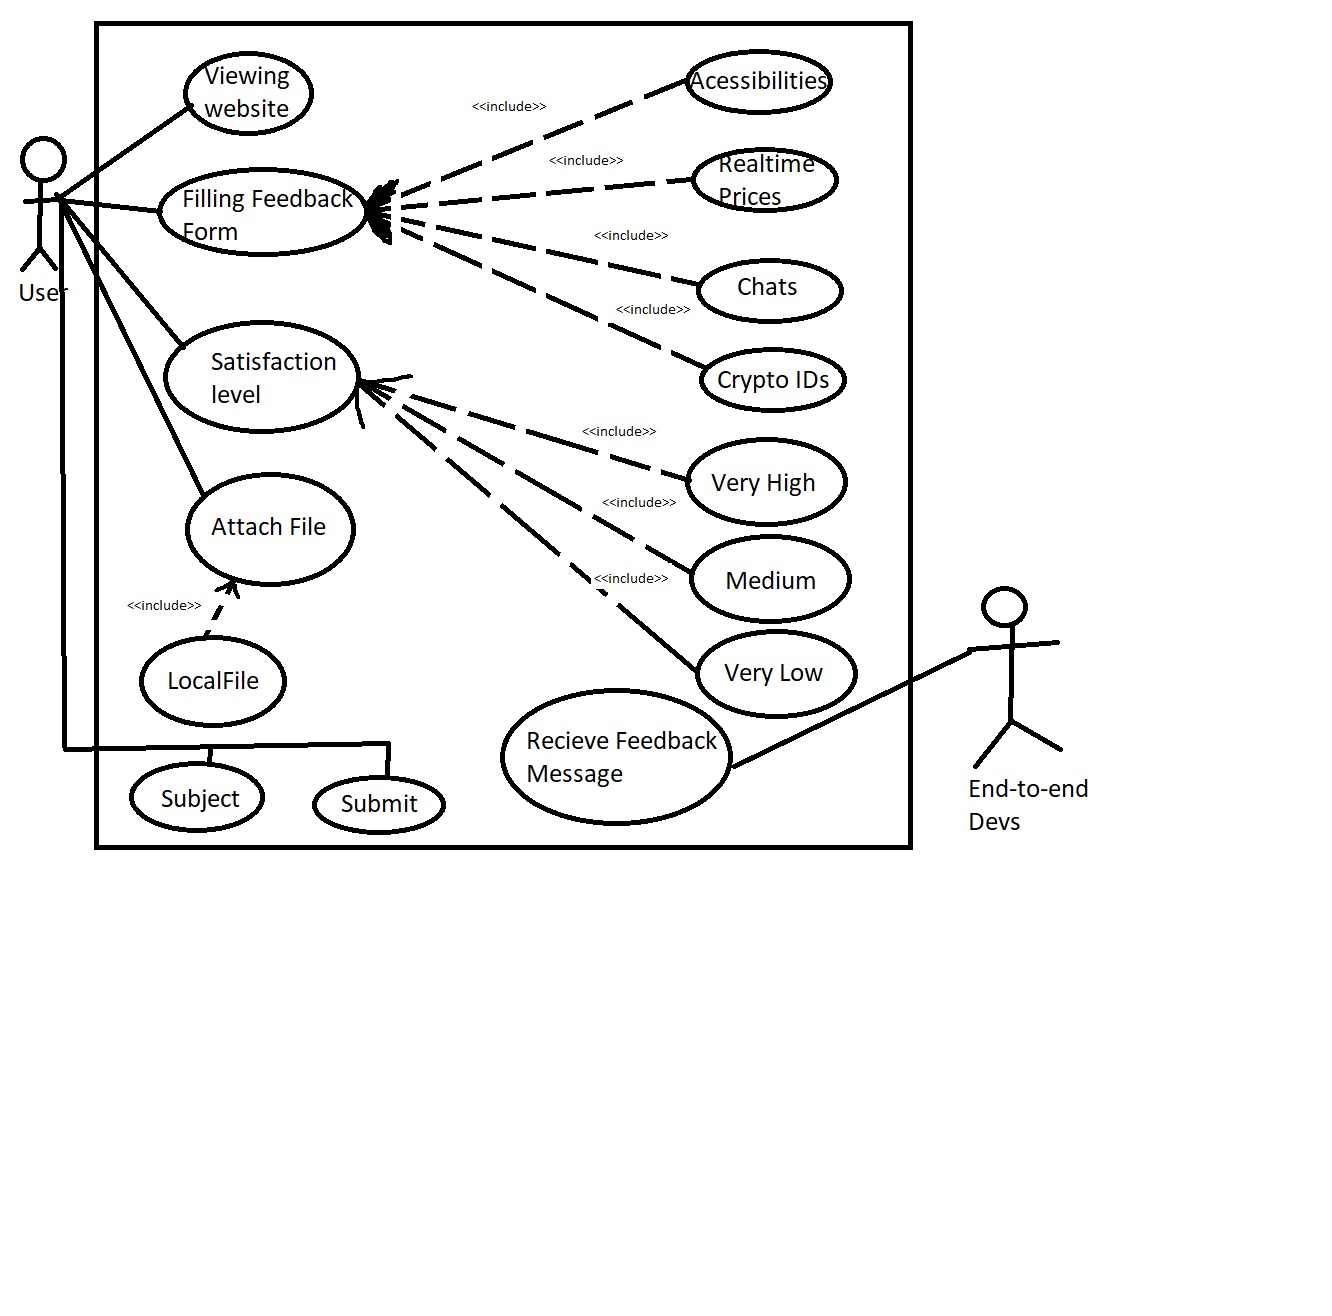 Viewing
website
Acessibilities
<<include>>
<<include>>
Realtime
Prices
Filling Feedback
Form
<<include>>
Chats
User
<<include>>
Satisfaction
level
Crypto IDs
<<include>>
Very High
<<include>>
Attach File
<<include>>
Medium
<<include>>
LocalFile
Very Low
Recieve Feedback
Message
Subject
Submit
End-to-end
Devs